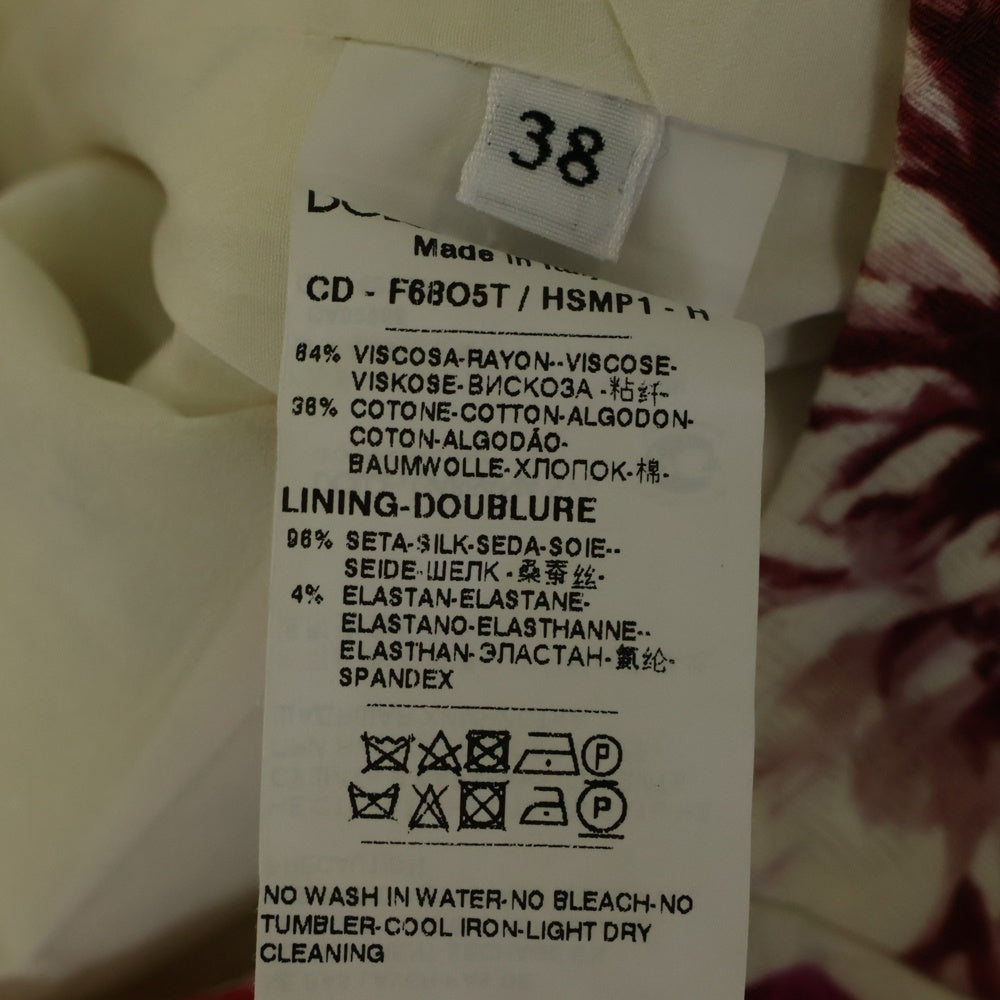 38
Made in Italy
CD - F68O5T / HSMP1 - H
64% VISCOSA-RAYON--VISCOSE-
VISKOSE-ВИСКОЗА -粘纤-
36% COTONE-COTTON-ALGODON-
COTON-ALGODÃO-
BAUMWOLLE-ХЛОПОК-棉-
LINING-DOUBLURE
96% SETA-SILK-SEDA-SOIE--
SEIDE-ШЕЛК -桑蚕丝-
4% ELASTAN-ELASTANE-
ELASTANO-ELASTHANNE--
ELASTHAN-ЭЛАСТАН-氨纶-
SPANDEX
P
P
NO WASH IN WATER-NO BLEACH-NO
TUMBLER-COOL IRON-LIGHT DRY
CLEANING